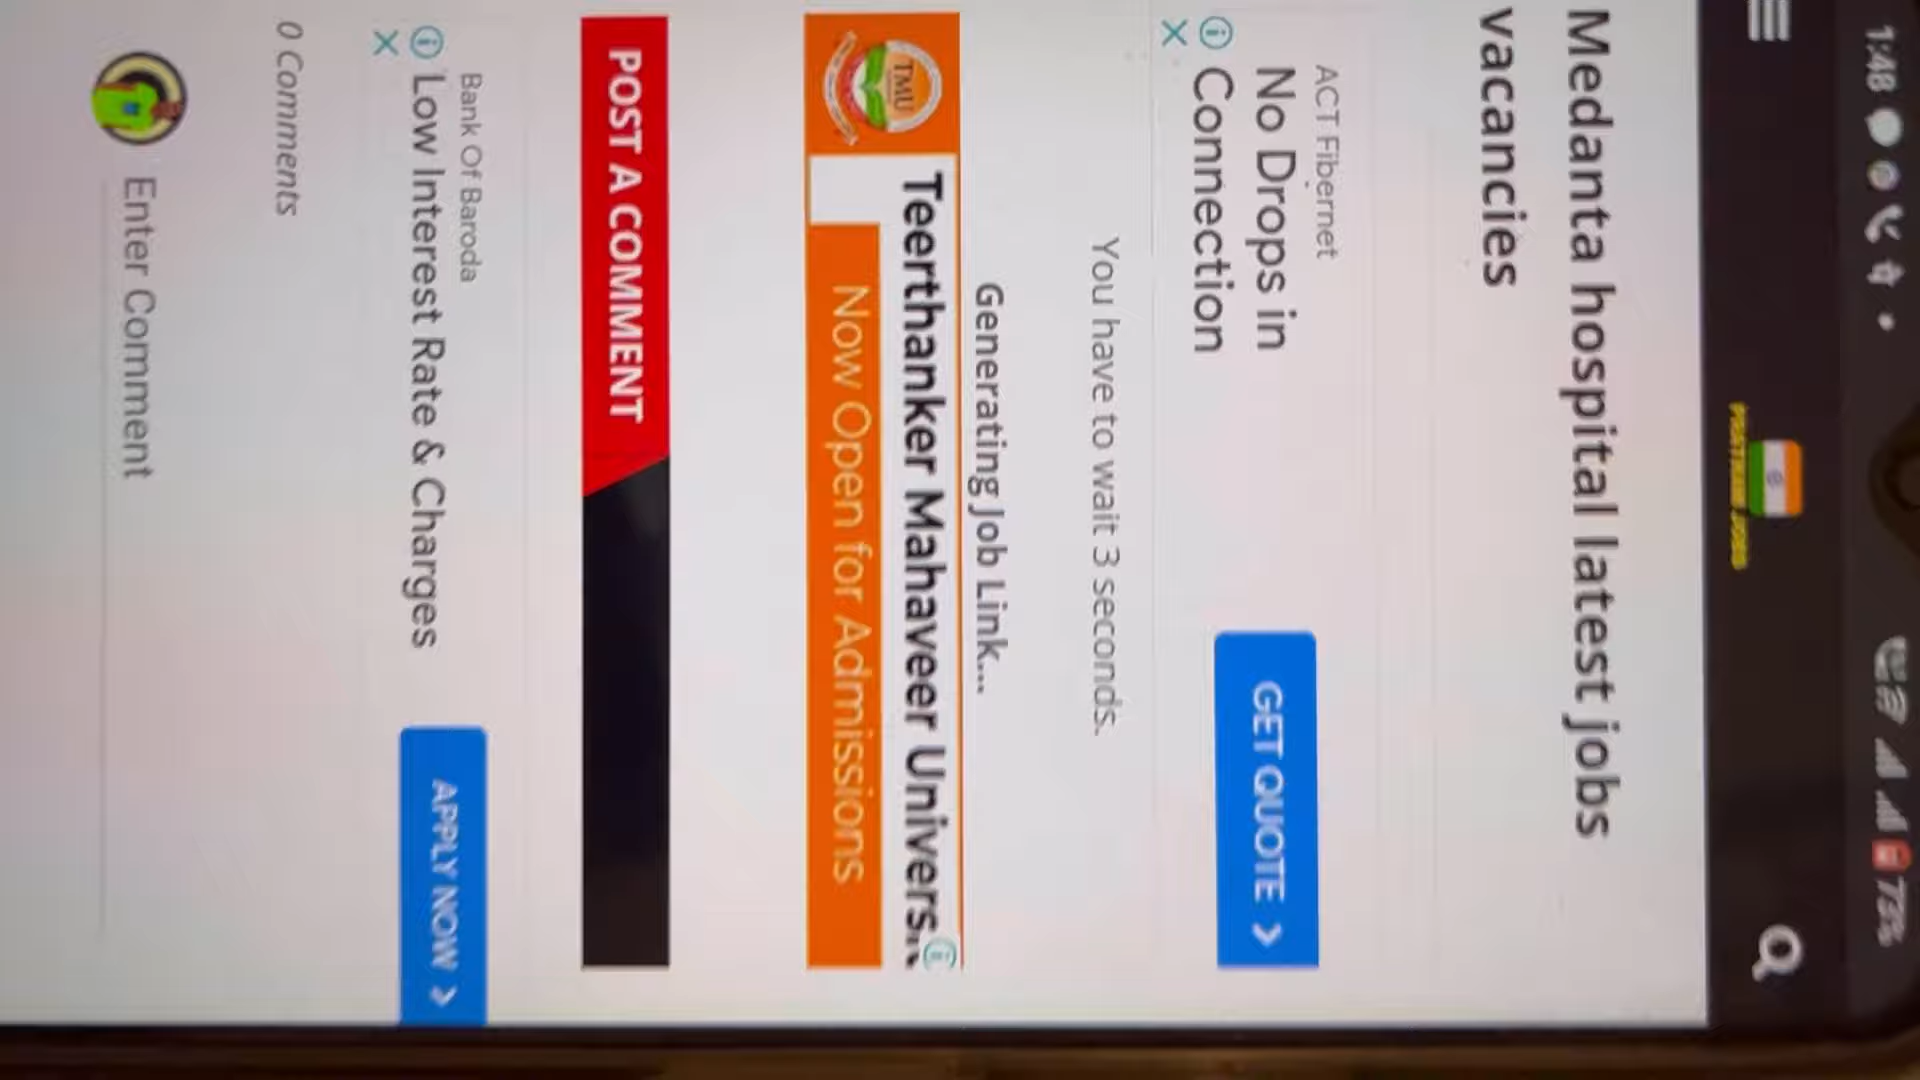 1:48
73%
Medanta hospital latest jobs
vacancies
ACT Fibernet
No Drops in
Connection
GET QUOTE
You have to wait 3 seconds.
Generating Job Link...
TMU
Teerthanker Mahaveer Univers..
Now Open for Admissions
POST A COMMENT
Bank Of Baroda
Low Interest Rate & Charges
APPLY NOW
0 Comments
Enter Comment